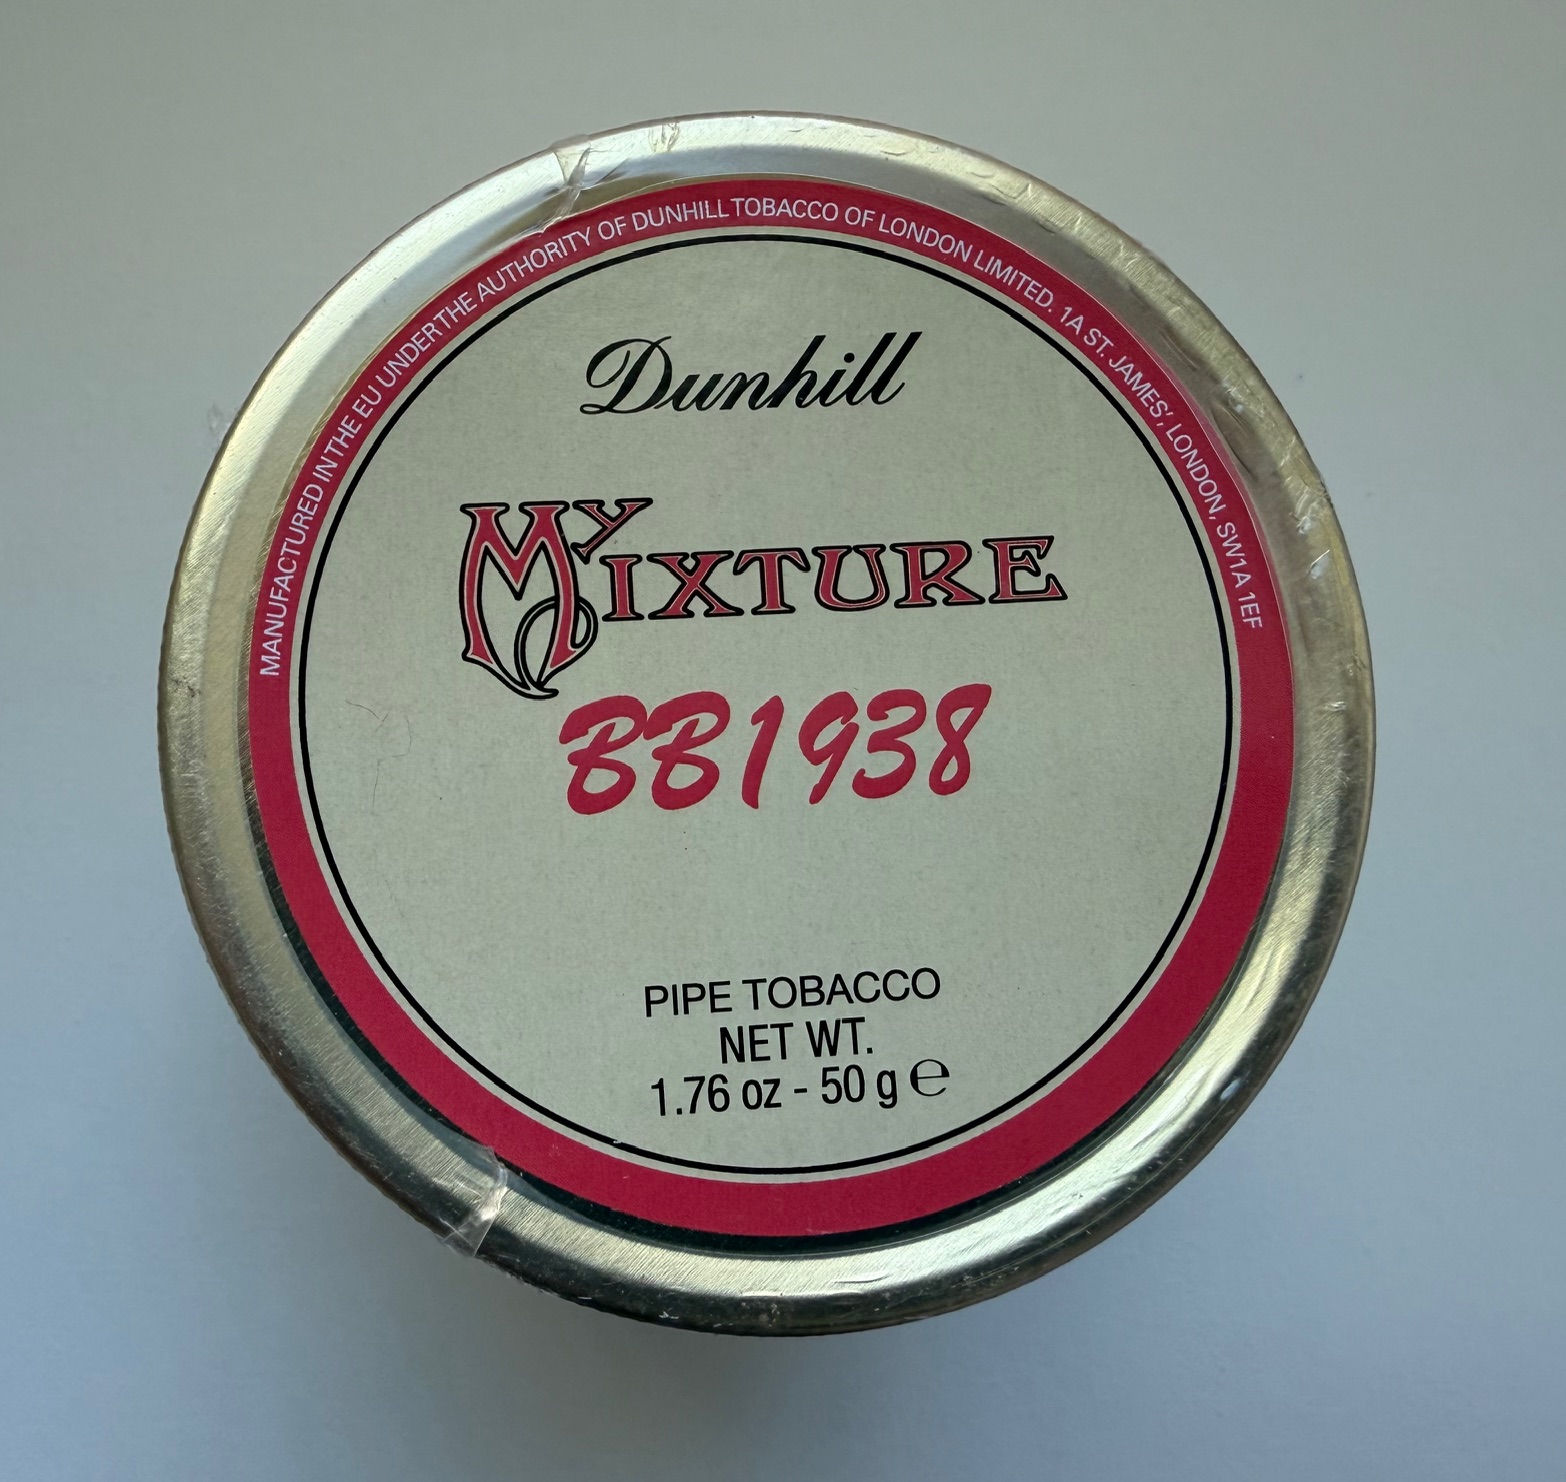 MANUFACTURED IN THE EU UNDER THE AUTHORITY OF DUNHILL TOBACCO OF LONDON LIMITED. 1A ST. JAMES', LONDON, SW1A 1EF
Dunhill
MY MIXTURE
BB1938
PIPE TOBACCO
NET WT.
1.76 oz - 50 g ℮